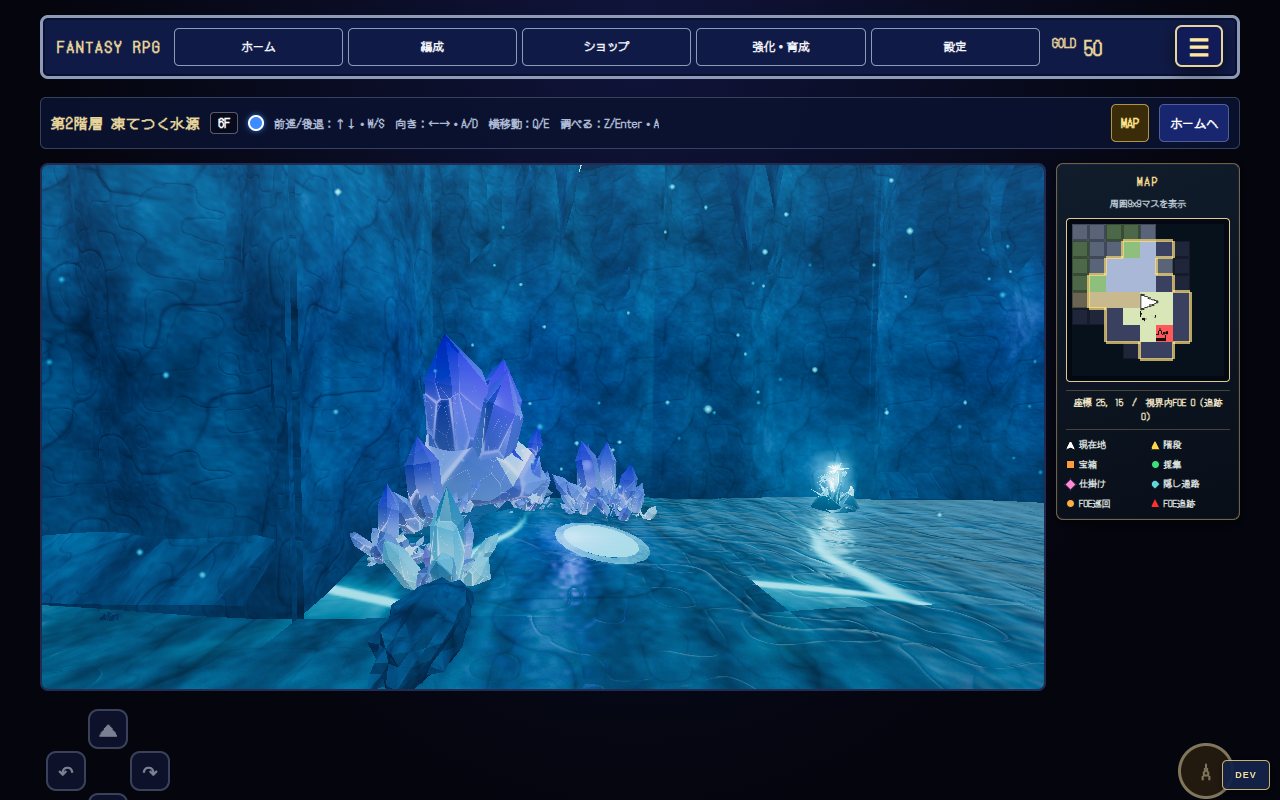 FANTASY RPG
ホーム
編成
ショップ
強化・育成
設定
GOLD 50
第2階層 凍てつく水源
6F
前進/後退:↑↓・W/S 向き:←→・A/D 横移動:Q/E 調べる:Z/Enter・A
MAP
ホームへ
MAP
周囲9x9マスを表示
座標 25, 15 / 視界内FOE 0 (追跡
0)
現在地
階段
宝箱
採集
仕掛け
隠し通路
FOE巡回
FOE追跡
A
DEV